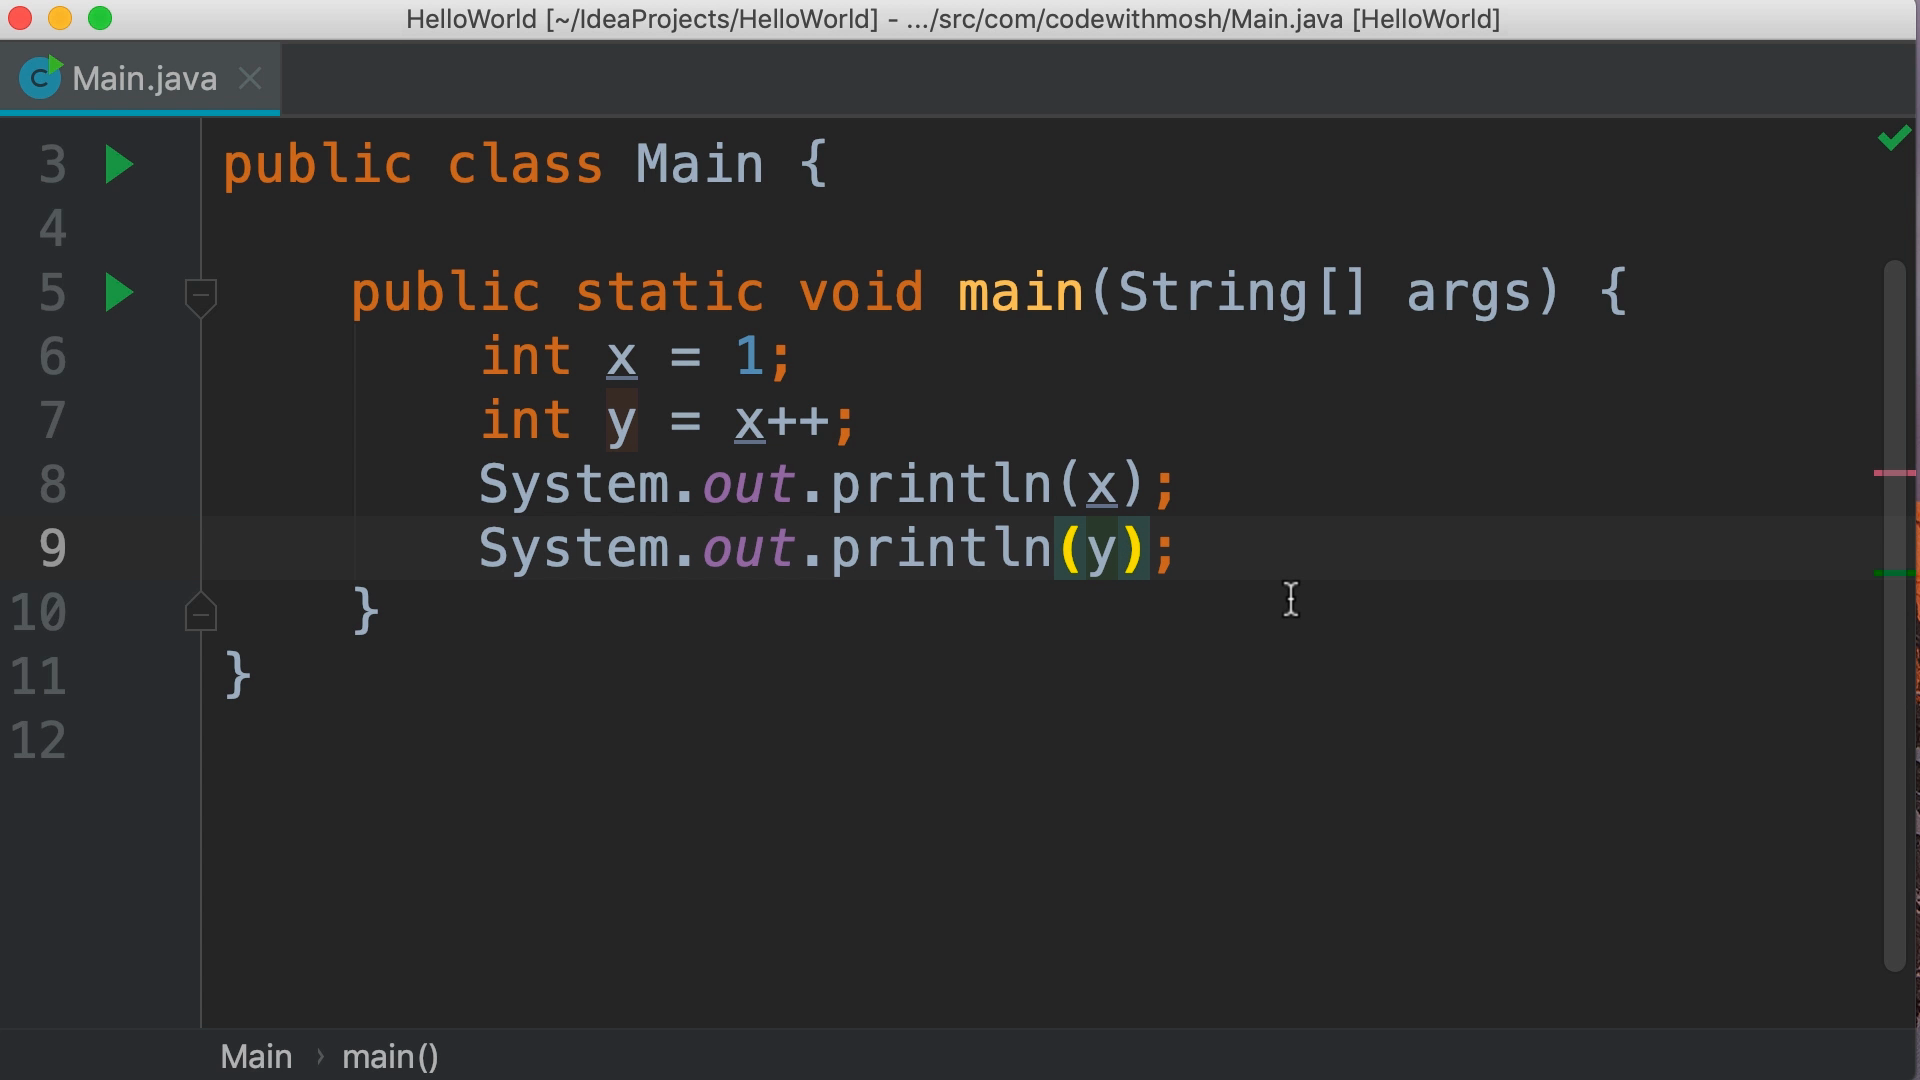 HelloWorld [~/IdeaProjects/HelloWorld] - .../src/com/codewithmosh/Main.java [HelloWorld]
C Main.java
3 public class Main {
4
5 public static void main(String[] args) {
6 int x = 1;
7 int y = x++;
8 System.out.println(x);
9 System.out.println(y);
10 }
11 }
12
Main › main()